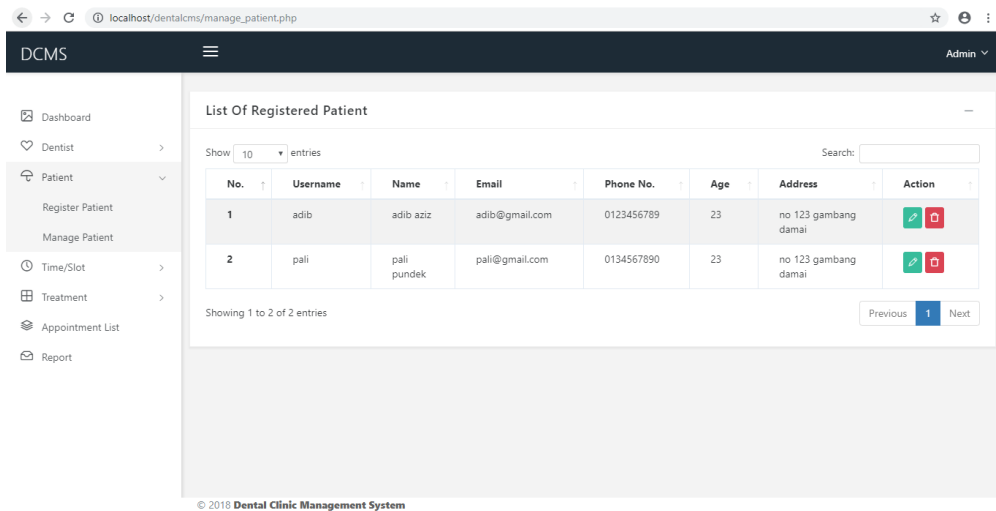 localhost/dentalcms/manage_patient.php
DCMS
Admin
Dashboard
Dentist
Patient
Register Patient
Manage Patient
Time/Slot
Treatment
Appointment List
Report
List Of Registered Patient
Show 10 entries
Search:
No. Username Name Email Phone No. Age Address Action
1 adib adib aziz adib@gmail.com 0123456789 23 no 123 gambang
damai
2 pali pali pali@gmail.com 0134567890 23 no 123 gambang
pundek damai
Showing 1 to 2 of 2 entries
Previous 1 Next
© 2018 Dental Clinic Management System